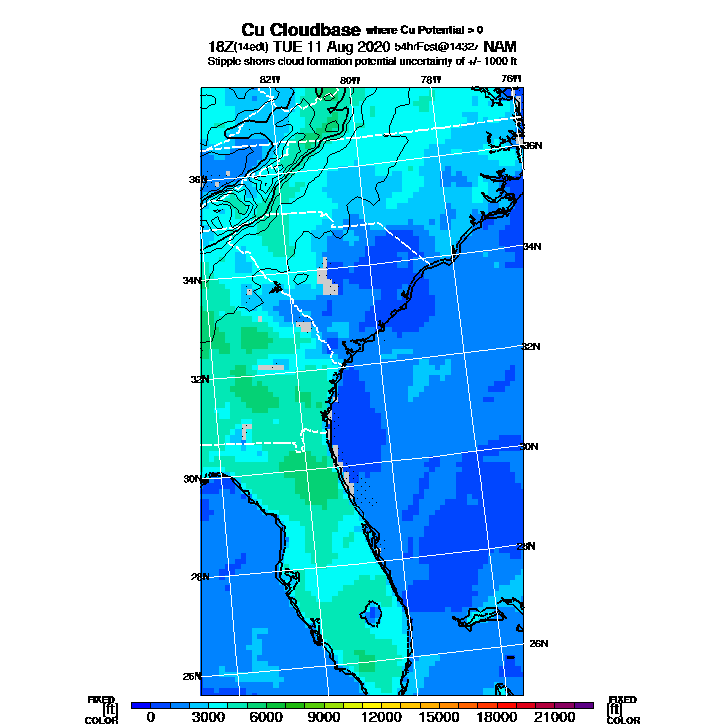 Cu Cloudbase where Cu Potential > 0
18Z(14edt) TUE 11 Aug 2020 54hrFcst@1432z NAM
Stipple shows cloud formation potential uncertainty of +/- 1000 ft
82W 80W 78W 76W
36N
36N
34N
34N
32N
32N
30N
30N
28N
28N
26N
26N
FIXED FIXED
[ft] 0 3000 6000 9000 12000 15000 18000 21000 [ft]
COLOR COLOR